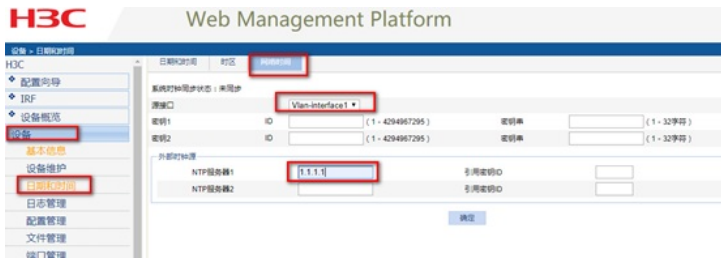 H3C
Web Management Platform
设备 > 日期和时间
H3C
配置向导
IRF
设备概览
设备
基本信息
设备维护
日期和时间
日志管理
配置管理
文件管理
端口管理
日期和时间 时区 网络时间
系统时钟同步状态：未同步
源接口 Vlan-interface1
密钥1 ID (1 - 4294967295) 密钥串 (1 - 32字符)
密钥2 ID (1 - 4294967295) 密钥串 (1 - 32字符)
外部时钟源
NTP服务器1 1.1.1.1 引用密钥ID
NTP服务器2 引用密钥ID
确定